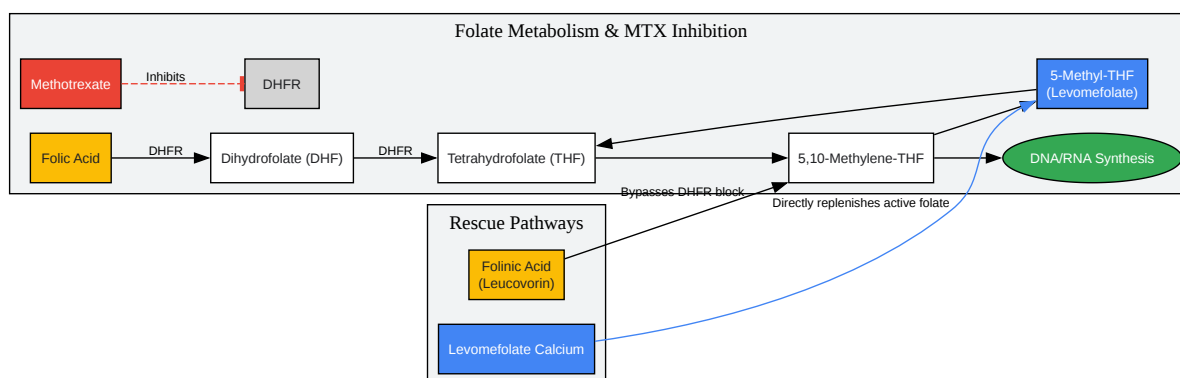 Folate Metabolism & MTX Inhibition
Methotrexate
Inhibits
DHFR
5-Methyl-THF
(Levomefolate)
Folic Acid
DHFR
Dihydrofolate (DHF)
DHFR
Tetrahydrofolate (THF)
5,10-Methylene-THF
DNA/RNA Synthesis
Bypasses DHFR block
Directly replenishes active folate
Rescue Pathways
Folinic Acid
(Leucovorin)
Levomefolate Calcium